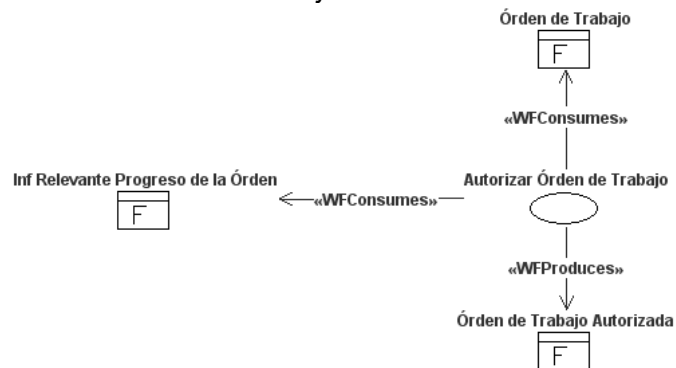 Órden de Trabajo
F
«WFConsumes»
Inf Relevante Progreso de la Órden
F
«WFConsumes»
Autorizar Órden de Trabajo
«WFProduces»
Órden de Trabajo Autorizada
F